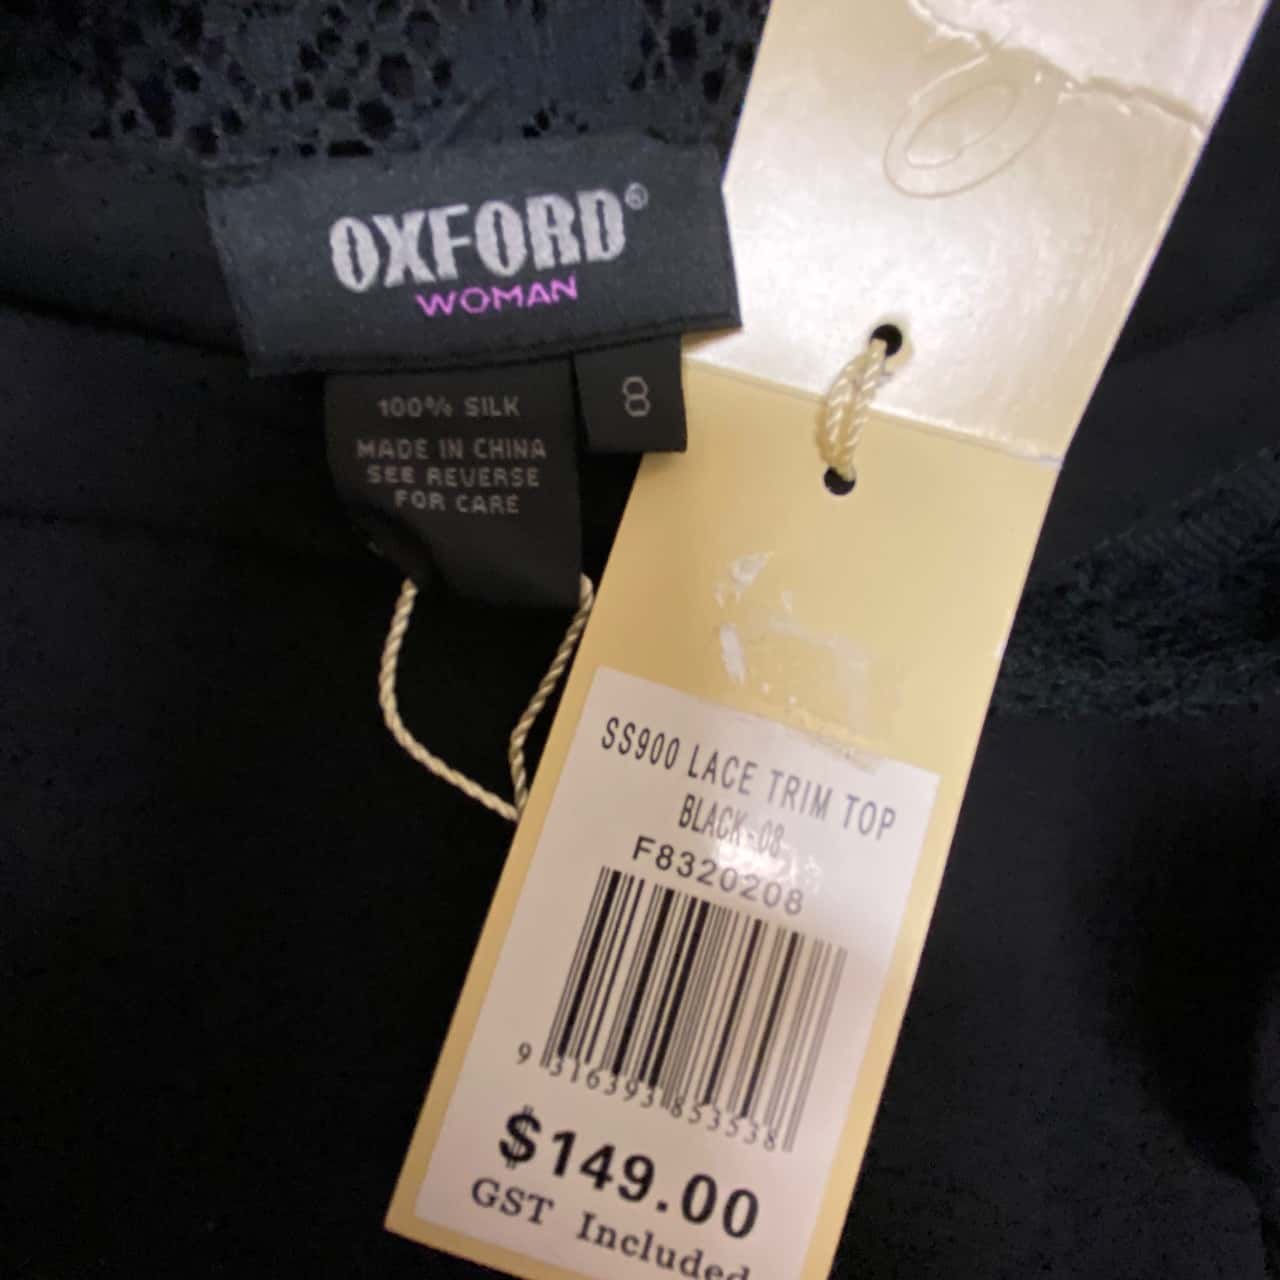 OXFORD®
WOMAN
8
100% SILK
MADE IN CHINA
SEE REVERSE
FOR CARE
SS900 LACE TRIM TOP
BLACK-08
F8320208
9 316393 853538
$149.00
GST Included